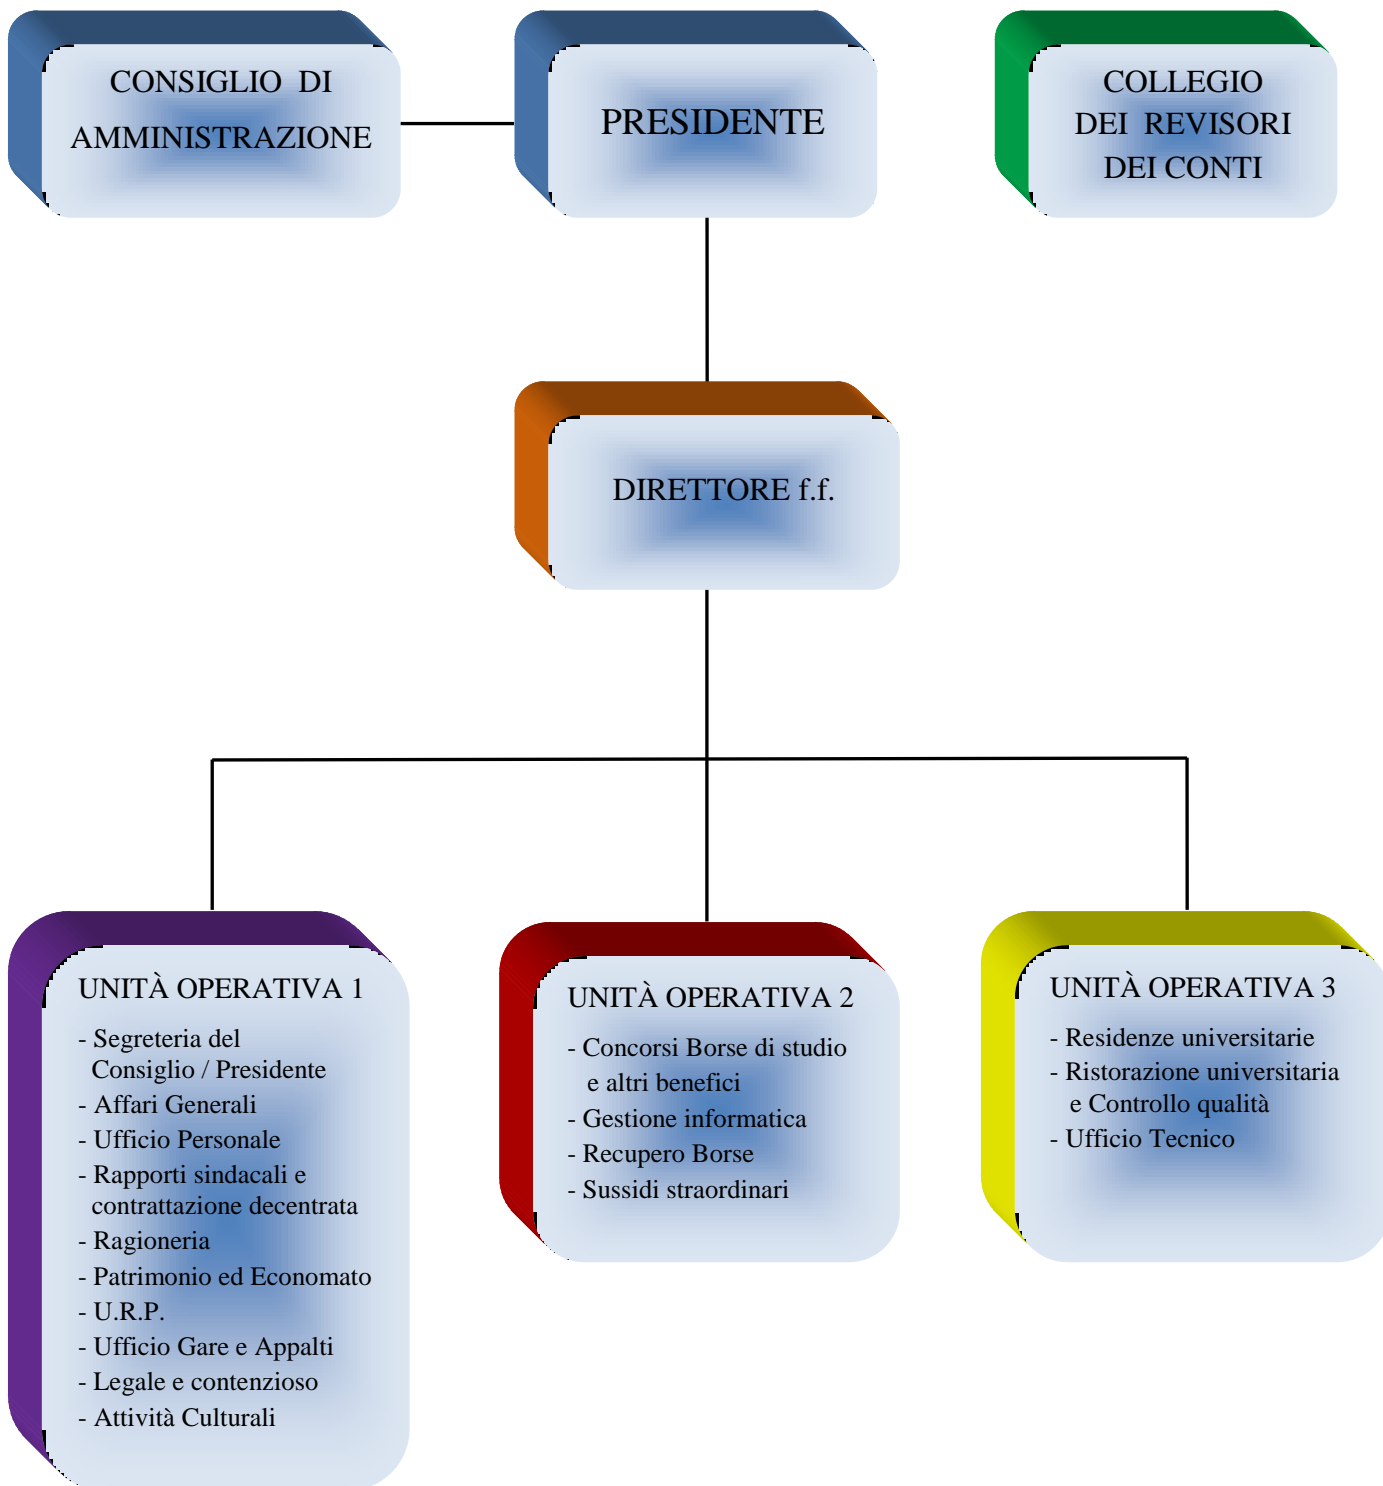 CONSIGLIO DI
AMMINISTRAZIONE
PRESIDENTE
COLLEGIO
DEI REVISORI
DEI CONTI
DIRETTORE f.f.
UNITÀ OPERATIVA 1
- Segreteria del
Consiglio / Presidente
- Affari Generali
- Ufficio Personale
- Rapporti sindacali e
contrattazione decentrata
- Ragioneria
- Patrimonio ed Economato
- U.R.P.
- Ufficio Gare e Appalti
- Legale e contenzioso
- Attività Culturali
UNITÀ OPERATIVA 2
- Concorsi Borse di studio
e altri benefici
- Gestione informatica
- Recupero Borse
- Sussidi straordinari
UNITÀ OPERATIVA 3
- Residenze universitarie
- Ristorazione universitaria
e Controllo qualità
- Ufficio Tecnico